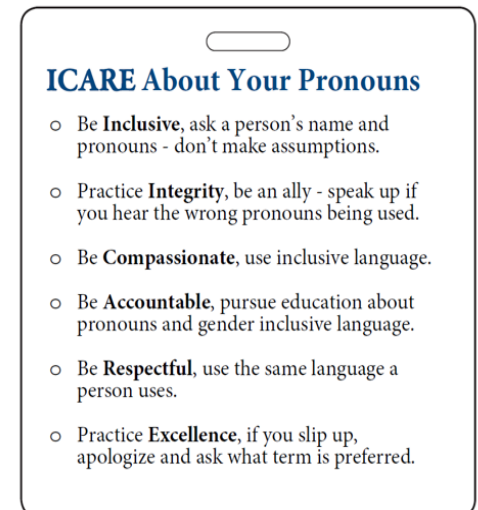 ICARE About Your Pronouns
o Be Inclusive, ask a person's name and
pronouns - don't make assumptions.
o Practice Integrity, be an ally - speak up if
you hear the wrong pronouns being used.
o Be Compassionate, use inclusive language.
o Be Accountable, pursue education about
pronouns and gender inclusive language.
o Be Respectful, use the same language a
person uses.
o Practice Excellence, if you slip up,
apologize and ask what term is preferred.